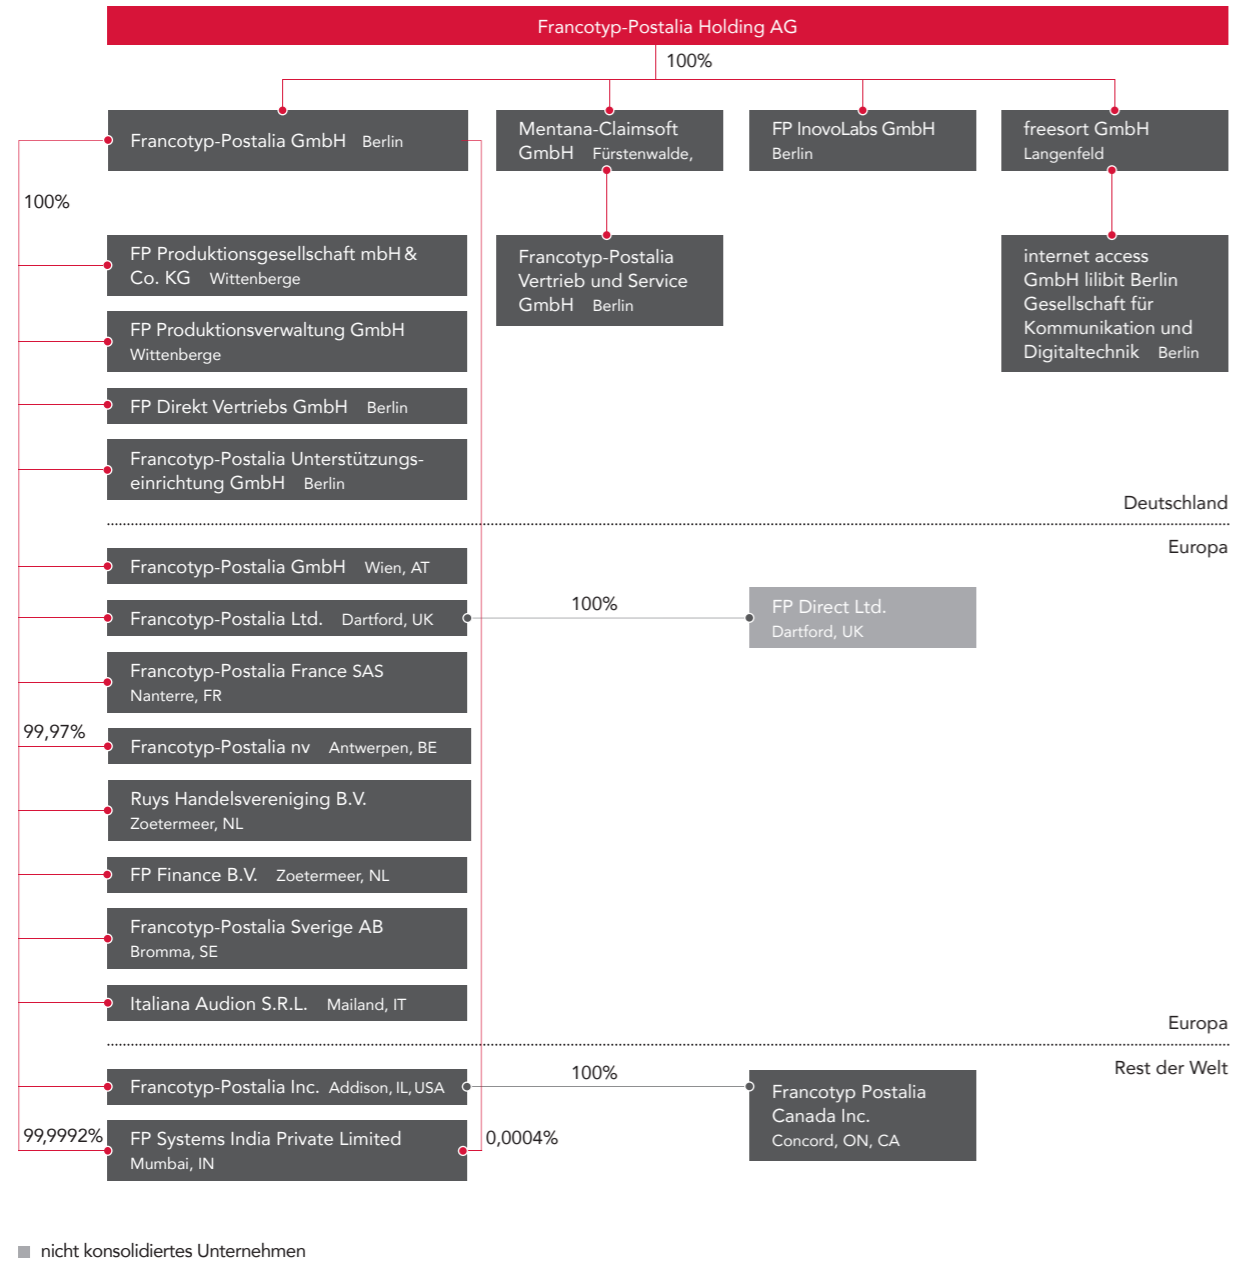 Francotyp-Postalia Holding AG
100%
Francotyp-Postalia GmbH Berlin
Mentana-Claimsoft
GmbH Fürstenwalde,
FP InovoLabs GmbH
Berlin
freesort GmbH
Langenfeld
100%
FP Produktionsgesellschaft mbH &
Co. KG Wittenberge
Francotyp-Postalia
Vertrieb und Service
GmbH Berlin
internet access
GmbH lilibit Berlin
Gesellschaft für
Kommunikation und
Digitaltechnik Berlin
FP Produktionsverwaltung GmbH
Wittenberge
FP Direkt Vertriebs GmbH Berlin
Francotyp-Postalia Unterstützungs-
einrichtung GmbH Berlin
Deutschland
Europa
Francotyp-Postalia GmbH Wien, AT
Francotyp-Postalia Ltd. Dartford, UK
100%
FP Direct Ltd.
Dartford, UK
Francotyp-Postalia France SAS
Nanterre, FR
99,97%
Francotyp-Postalia nv Antwerpen, BE
Ruys Handelsvereniging B.V.
Zoetermeer, NL
FP Finance B.V. Zoetermeer, NL
Francotyp-Postalia Sverige AB
Bromma, SE
Italiana Audion S.R.L. Mailand, IT
Europa
Rest der Welt
Francotyp-Postalia Inc. Addison, IL, USA
100%
Francotyp Postalia
Canada Inc.
Concord, ON, CA
99,9992%
FP Systems India Private Limited
Mumbai, IN
0,0004%
nicht konsolidiertes Unternehmen